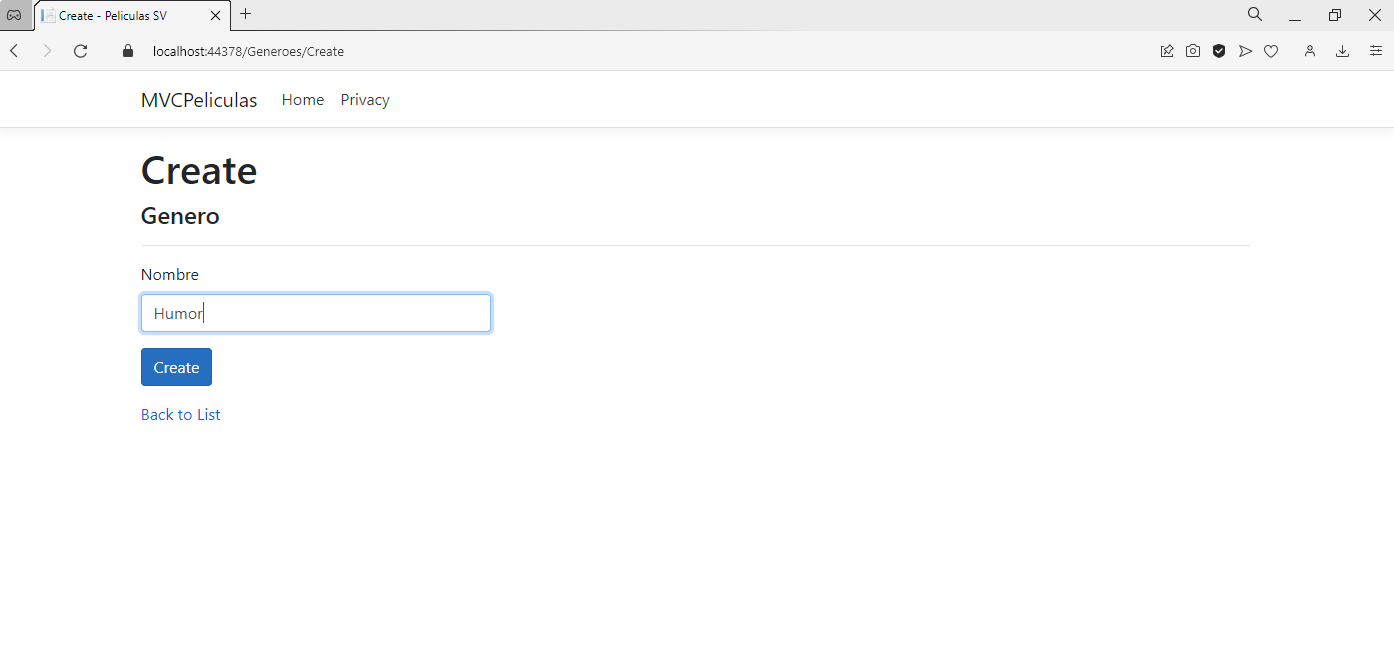 Create - Peliculas SV
localhost:44378/Generoes/Create
MVCPeliculas Home Privacy
Create
Genero
Nombre
Humor
Create
Back to List